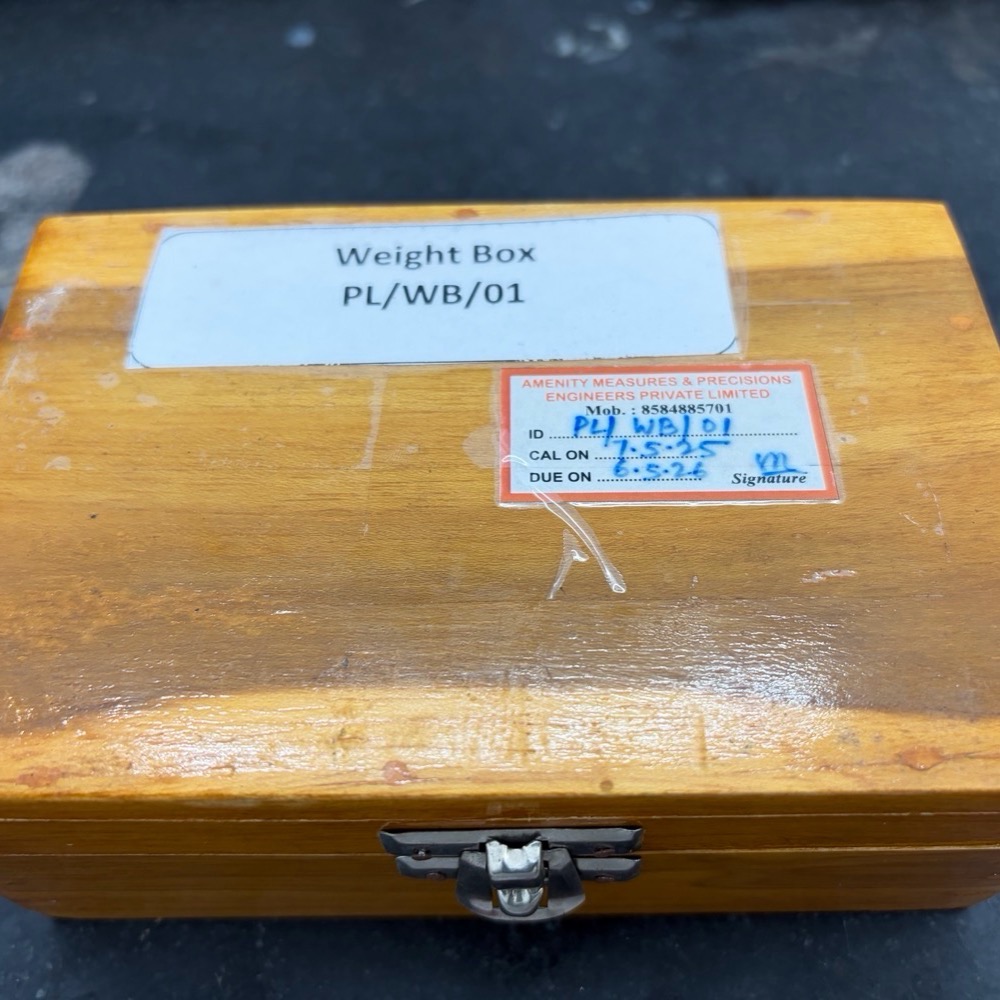 Weight Box
PL/WB/01
AMENITY MEASURES & PRECISIONS
ENGINEERS PRIVATE LIMITED
Mob. : 8584885701
ID PL/WB/01
CAL ON 7.5.25
DUE ON 6.5.26
Signature